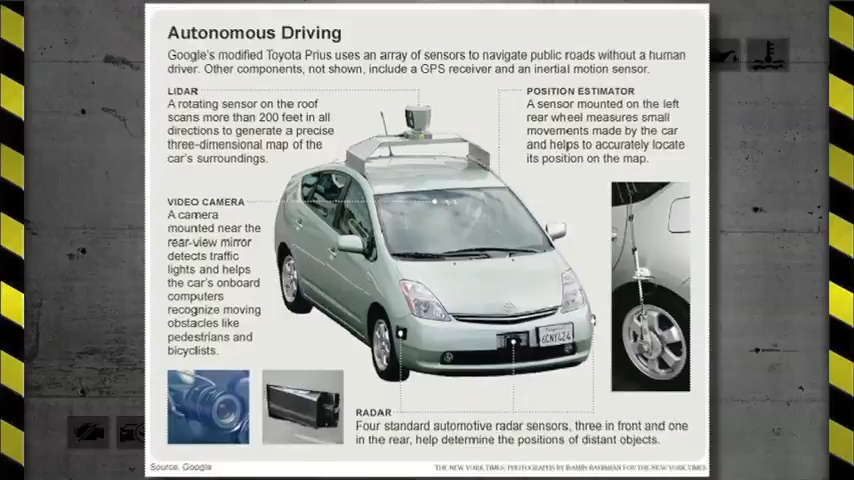 Autonomous Driving
Google's modified Toyota Prius uses an array of sensors to navigate public roads without a human
driver. Other components, not shown, include a GPS receiver and an inertial motion sensor.
LIDAR
A rotating sensor on the roof
scans more than 200 feet in all
directions to generate a precise
three-dimensional map of the
car's surroundings.
POSITION ESTIMATOR
A sensor mounted on the left
rear wheel measures small
movements made by the car
and helps to accurately locate
its position on the map.
VIDEO CAMERA
A camera
mounted near the
rear-view mirror
detects traffic
lights and helps
the car's onboard
computers
recognize moving
obstacles like
pedestrians and
bicyclists.
RADAR
Four standard automotive radar sensors, three in front and one
in the rear, help determine the positions of distant objects.
Source: Google
THE NEW YORK TIMES; PHOTOGRAPHS BY RAMIN RAHIMIAN FOR THE NEW YORK TIMES